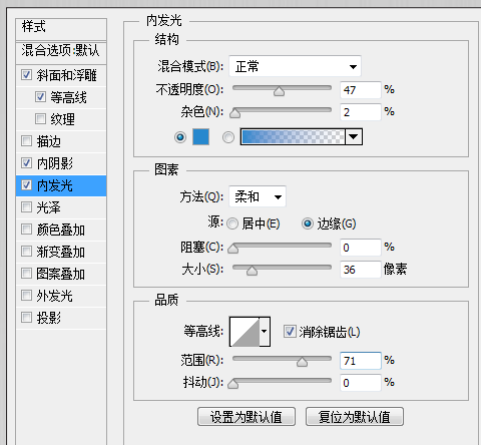 样式
混合选项:默认
斜面和浮雕
等高线
纹理
描边
内阴影
内发光
光泽
颜色叠加
渐变叠加
图案叠加
外发光
投影
内发光
结构
混合模式(B): 正常
不透明度(O): 47 %
杂色(N): 2 %
图素
方法(Q): 柔和
源: 居中(E) 边缘(G)
阻塞(C): 0 %
大小(S): 36 像素
品质
等高线: 消除锯齿(L)
范围(R): 71 %
抖动(J): 0 %
设置为默认值 复位为默认值